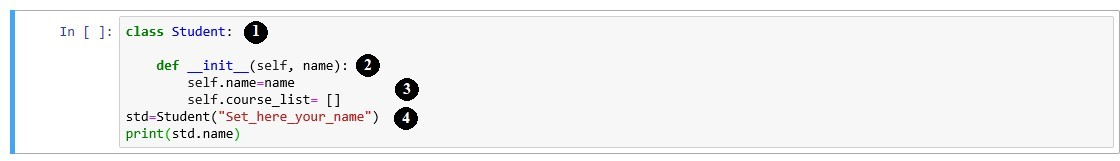 In [ ]: class Student: 1
def __init__(self, name): 2
self.name=name
self.course_list= [] 3
std=Student("Set_here_your_name") 4
print(std.name)